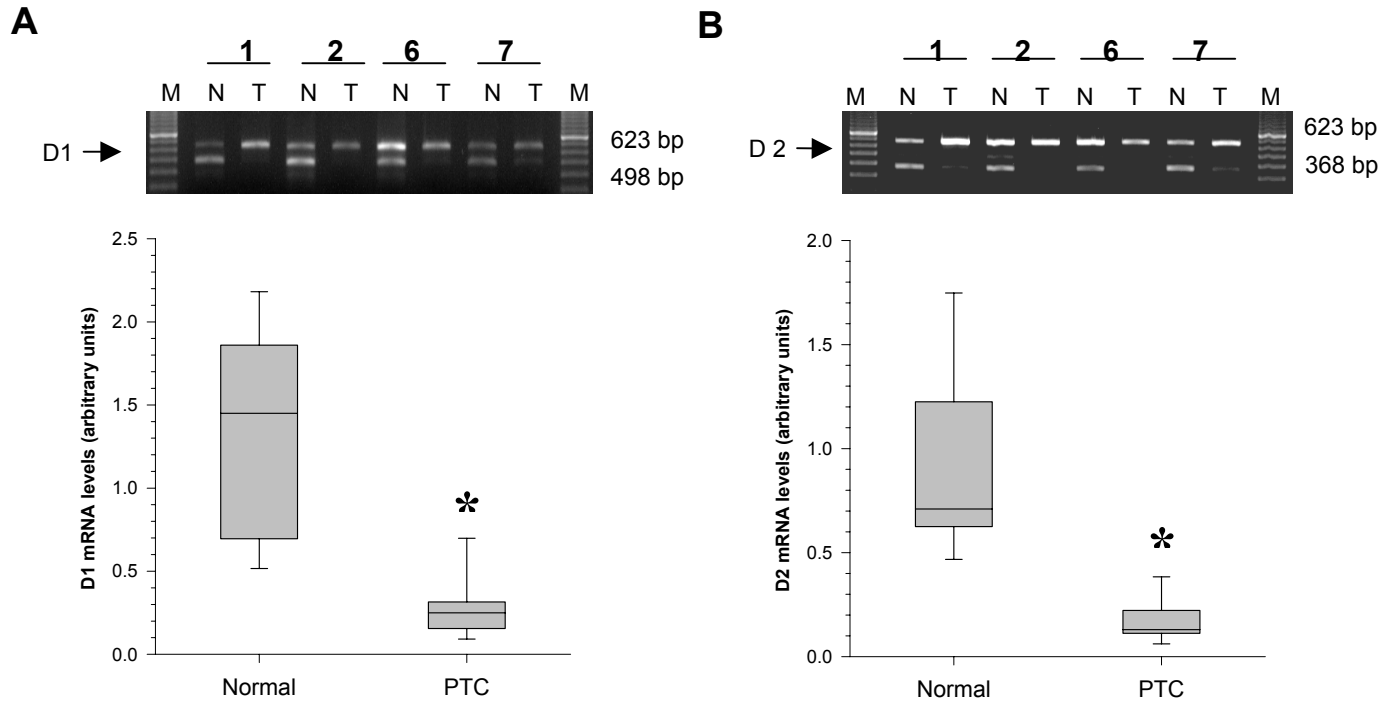 A
1 2 6 7
M N T N T N T N T M
D1
623 bp
498 bp
D1 mRNA levels (arbitrary units)
2.5
2.0
1.5
1.0
0.5
0.0
*
Normal PTC
B
1 2 6 7
M N T N T N T N T M
D 2
623 bp
368 bp
D2 mRNA levels (arbitrary units)
2.0
1.5
1.0
0.5
0.0
*
Normal PTC